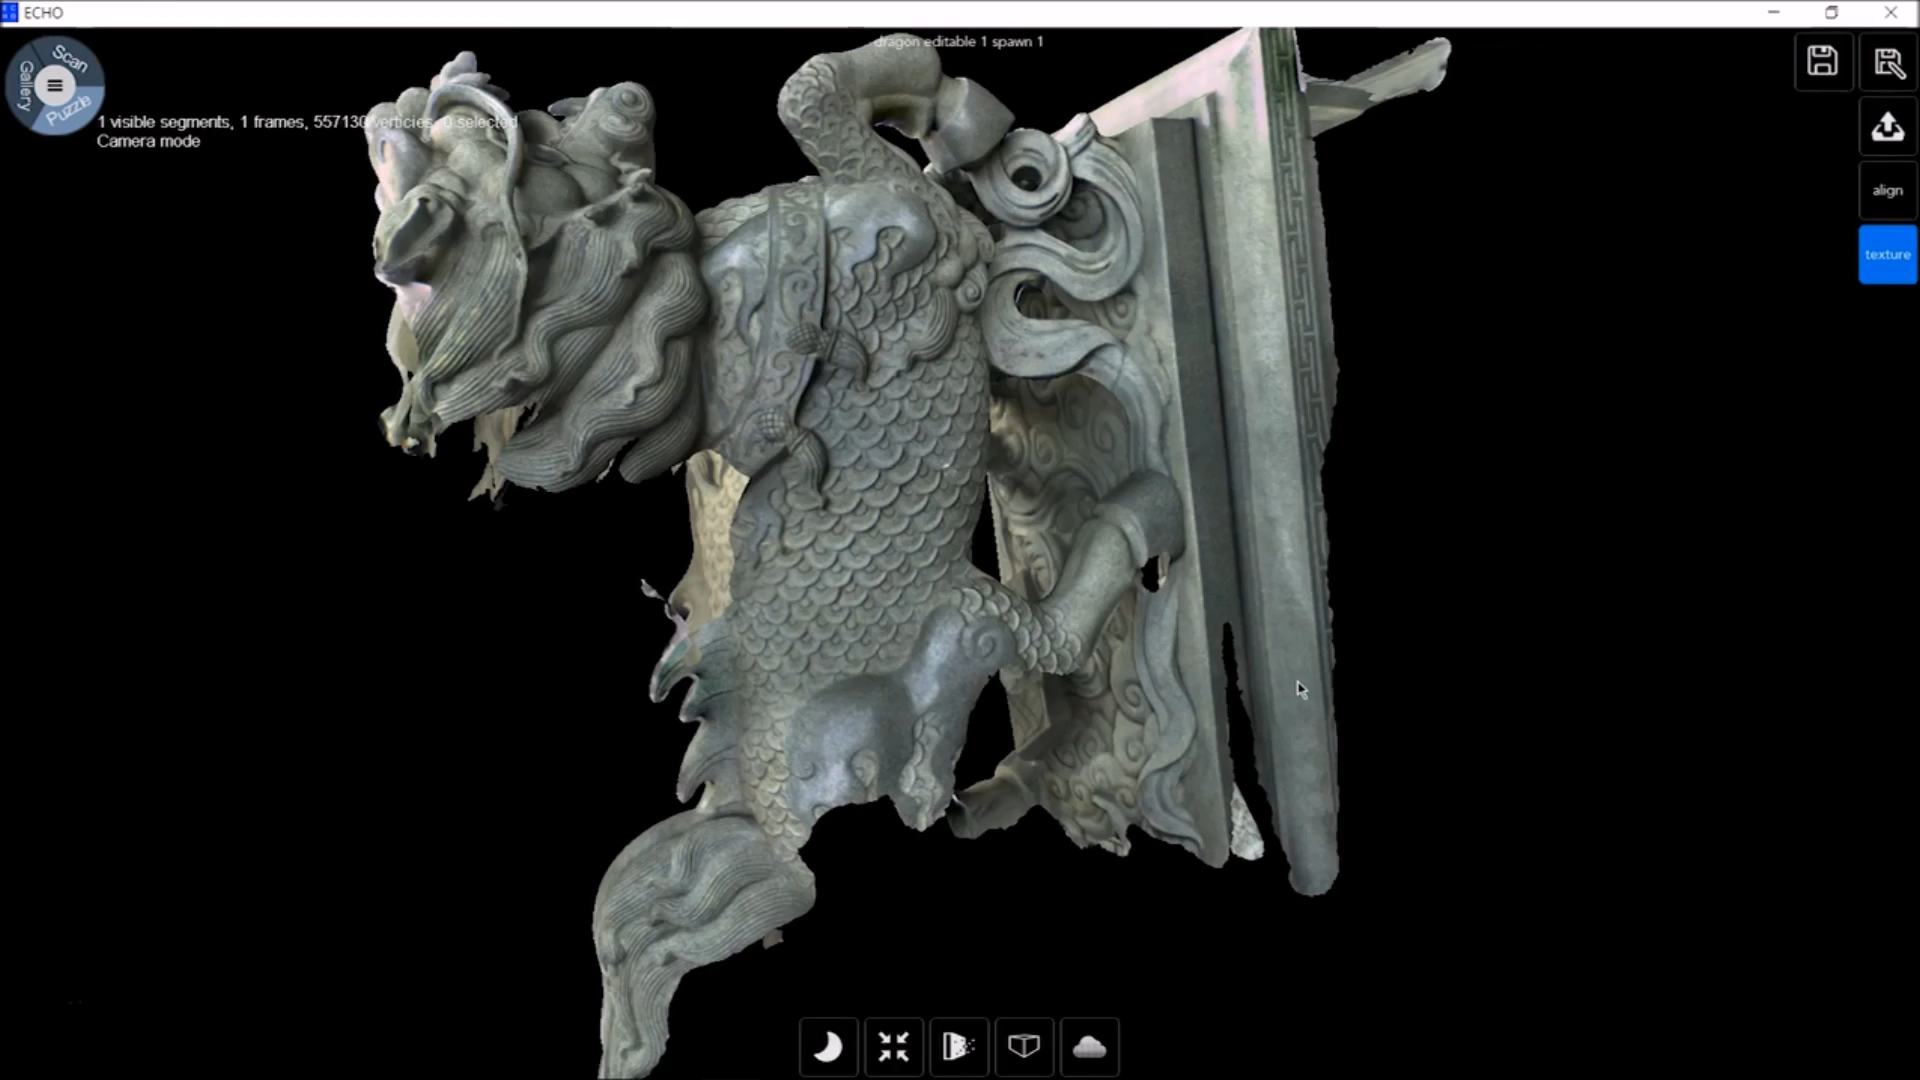 ECHO
dragon editable 1 spawn 1
Scan
Gallery
Puzzle
1 visible segments, 1 frames, 557130 verticies, 0 selected
Camera mode
align
texture